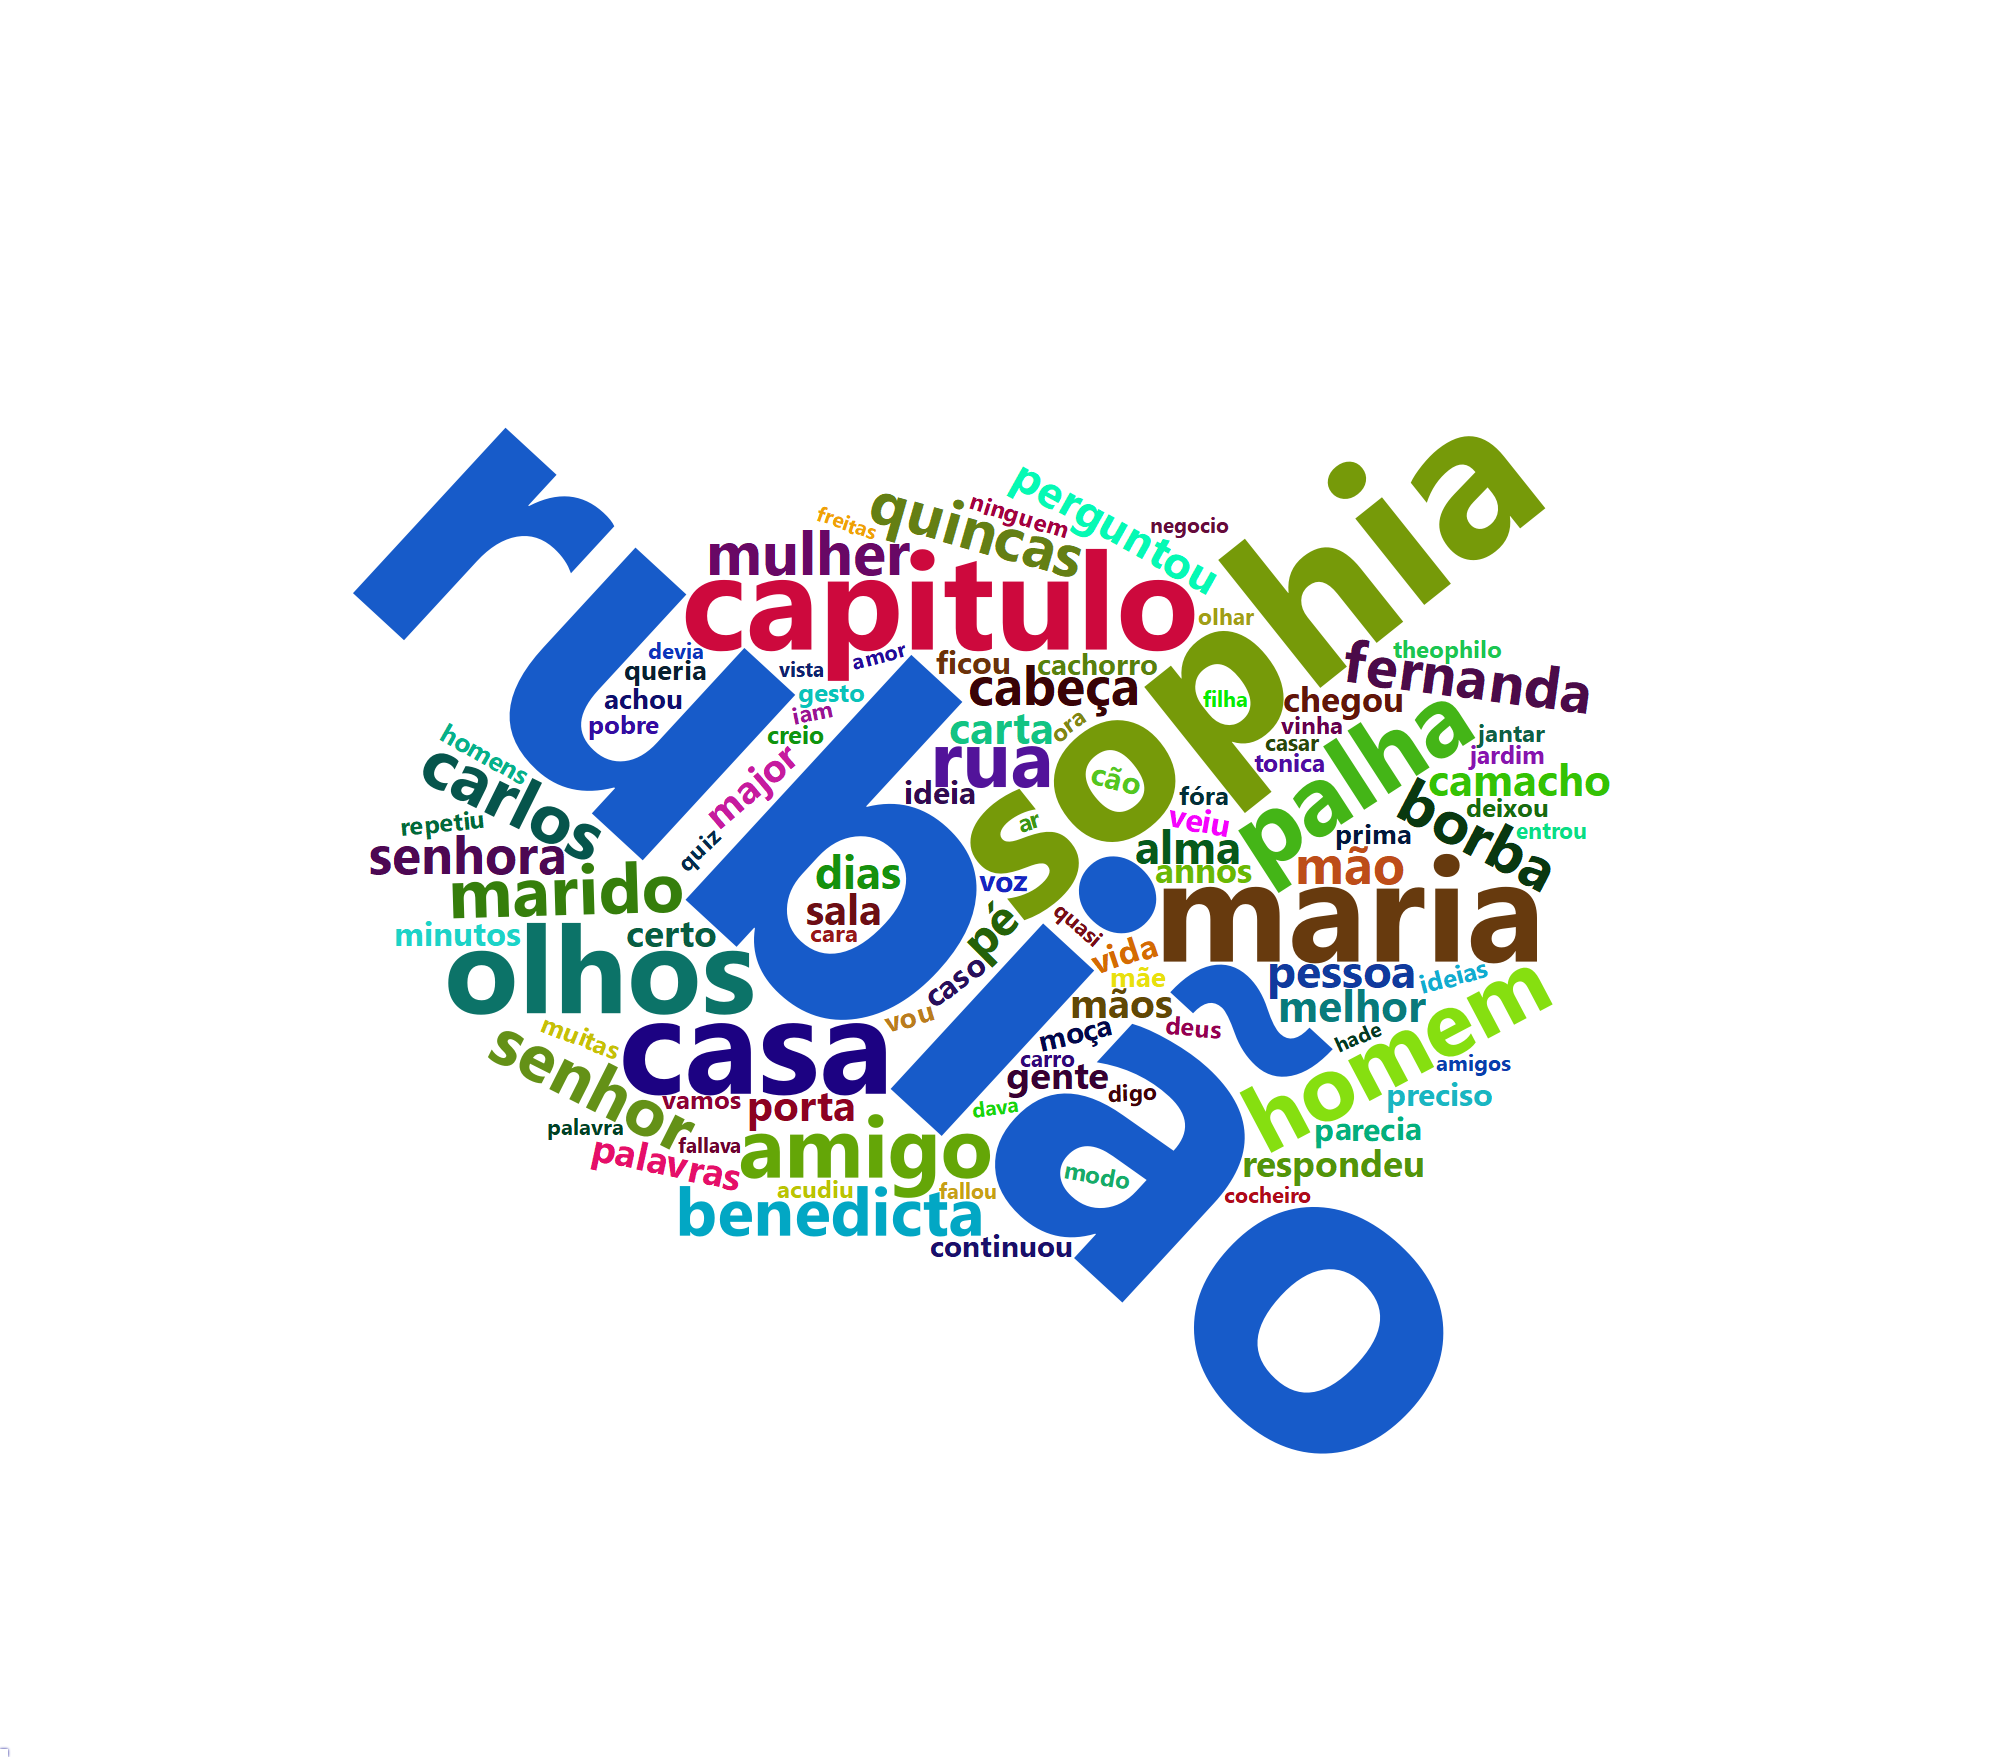 rubião
sophia
capitulo
maria
casa
olhos
quincas
perguntou
ninguem
negocio
freitas
mulher
olhar
devia
queria
vista
amor
ficou
cachorro
cabeça
theophilo
fernanda
achou
pobre
gesto
iam
creio
carta
ora
filha
chegou
vinha
casar
tonica
jantar
jardim
homens
carlos
major
rua
ideia
cão
palha
camacho
borba
deixou
entrou
repetiu
quiz
ar
fóra
veiu
prima
senhora
marido
dias
sala
cara
voz
alma
annos
mão
minutos
certo
pé
quasi
vida
mãe
pessoa
ideias
melhor
caso
vou
mãos
moça
deus
hade
homem
amigos
muitas
senhor
carro
gente
digo
dava
preciso
vamos
porta
palavra
palavras
fallava
amigo
parecia
respondeu
modo
acudiu
fallou
benedicta
cocheiro
continuou